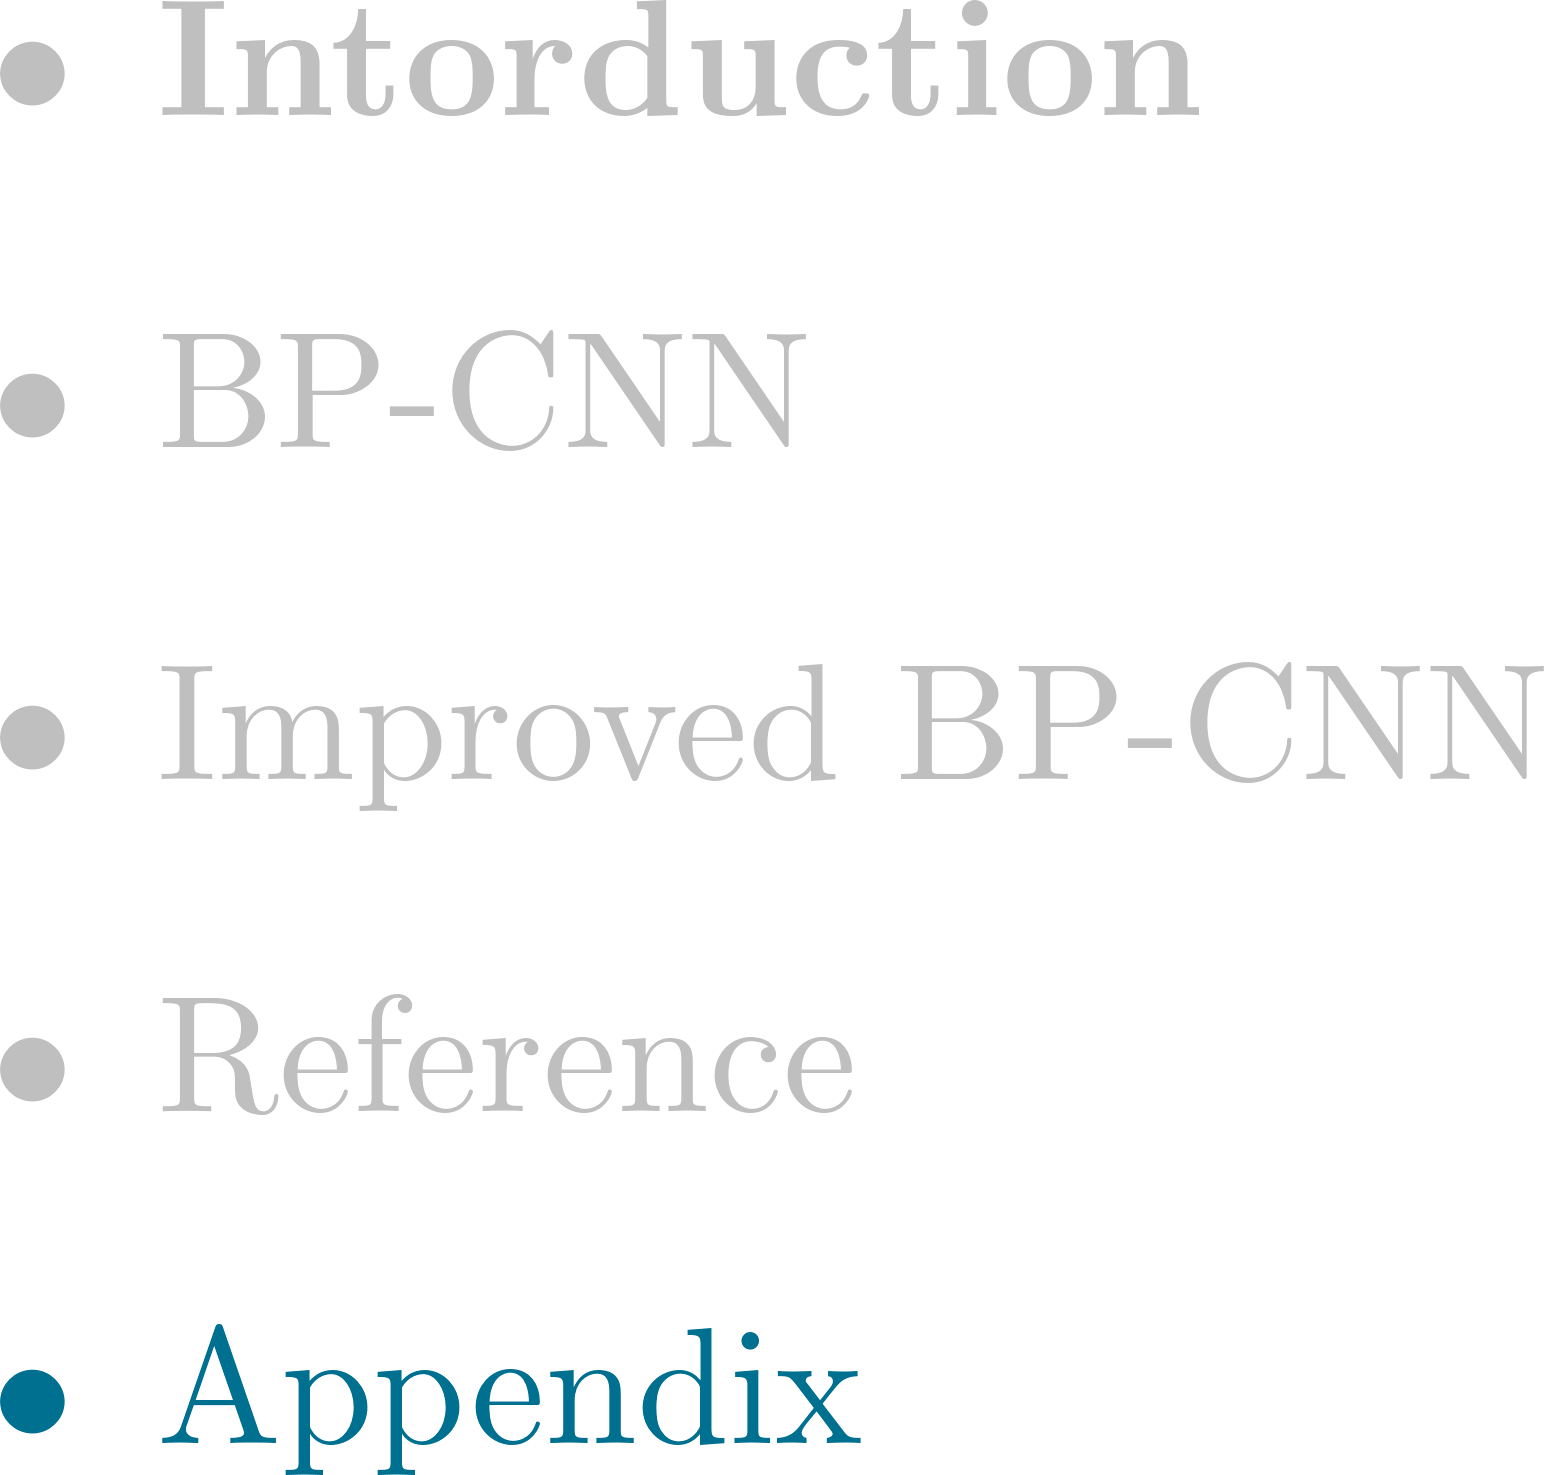 • Intorduction
• BP-CNN
• Improved BP-CNN
• Reference
• Appendix